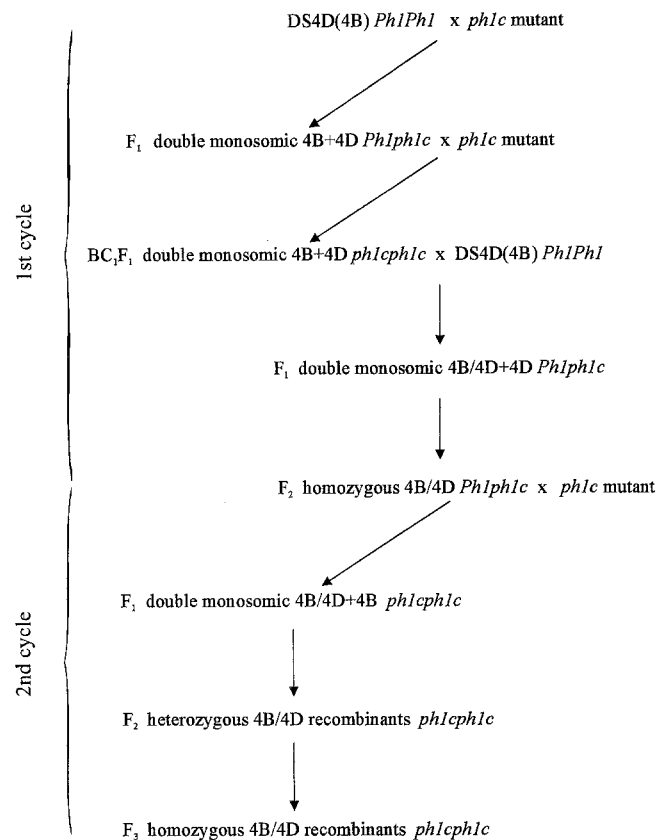 DS4D(4B) Ph1Ph1 x ph1c mutant
F₁ double monosomic 4B+4D Ph1ph1c x ph1c mutant
1st cycle
BC₁F₁ double monosomic 4B+4D ph1cph1c x DS4D(4B) Ph1Ph1
F₁ double monosomic 4B/4D+4D Ph1ph1c
F₂ homozygous 4B/4D Ph1ph1c x ph1c mutant
2nd cycle
F₁ double monosomic 4B/4D+4B ph1cph1c
F₂ heterozygous 4B/4D recombinants ph1cph1c
F₃ homozygous 4B/4D recombinants ph1cph1c